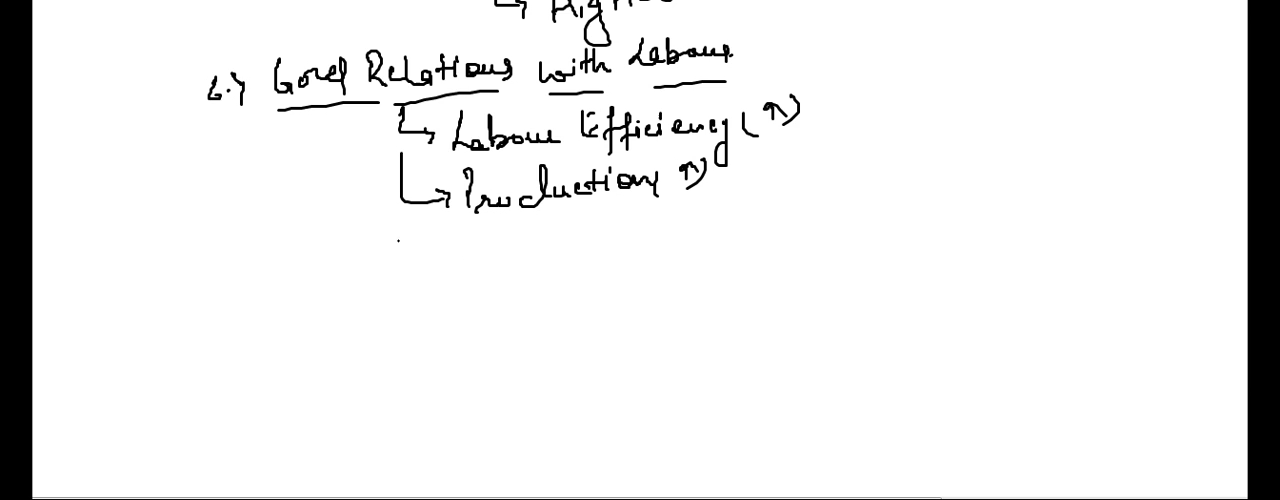 6.) Good Relations with Labour
↳ Labour Efficiency (↑)
↳ Production ↑)